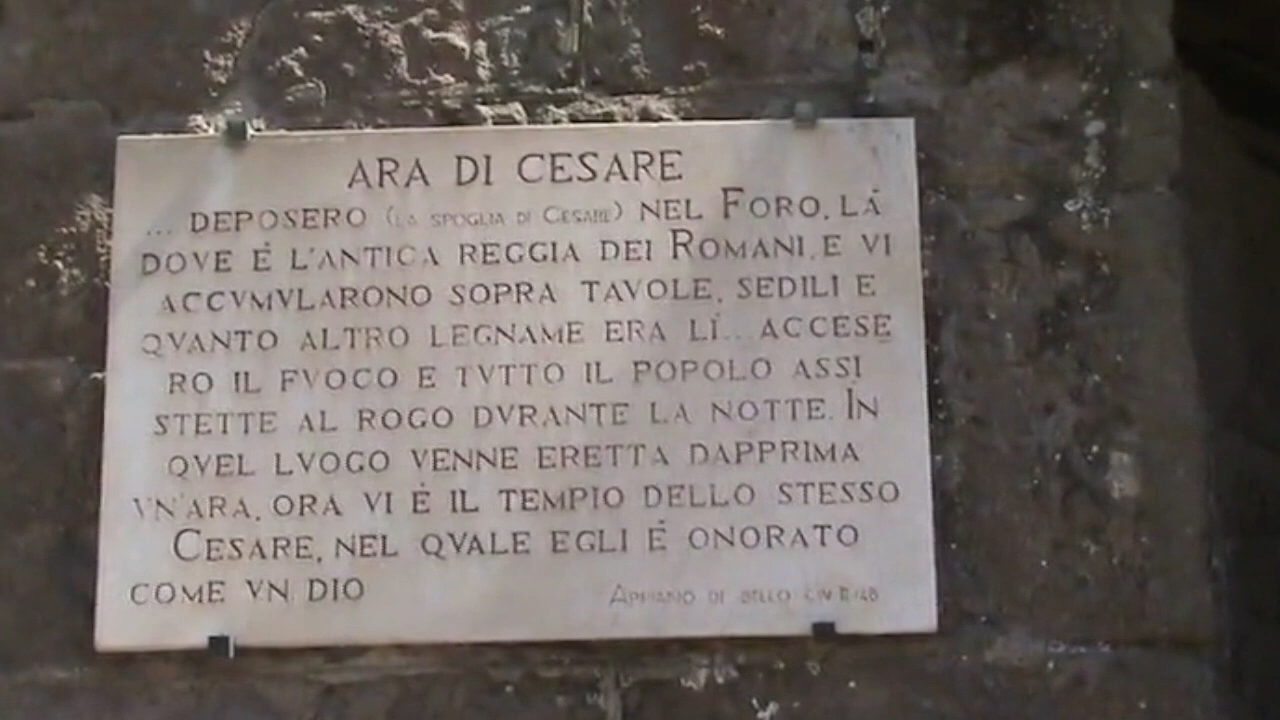 ARA DI CESARE
... DEPOSERO (LA SPOGLIA DI CESARE) NEL FORO, LÁ
DOVE É L'ANTICA REGGIA DEI ROMANI, E VI
ACCVMVLARONO SOPRA TAVOLE, SEDILI E
QVANTO ALTRO LEGNAME ERA LÍ... ACCESE
RO IL FVOCO E TVTTO IL POPOLO ASSI
STETTE AL ROGO DVRANTE LA NOTTE. IN
QVEL LVOGO VENNE ERETTA DAPPRIMA
VN'ARA, ORA VI É IL TEMPIO DELLO STESSO
CESARE, NEL QVALE EGLI É ONORATO
COME VN DIO
APPIANO DI BELLO CIV II 148